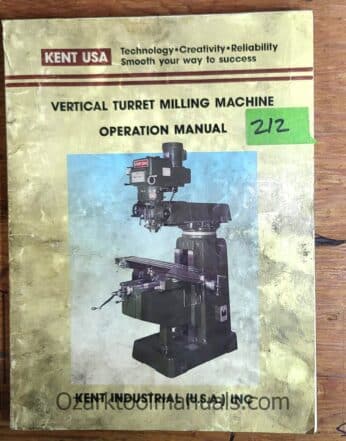 KENT USA
Technology•Creativity•Reliability
Smooth your way to success
VERTICAL TURRET MILLING MACHINE
OPERATION MANUAL
212
KENT INDUSTRIAL (U.S.A.) INC
Ozarktoolmanuals.com